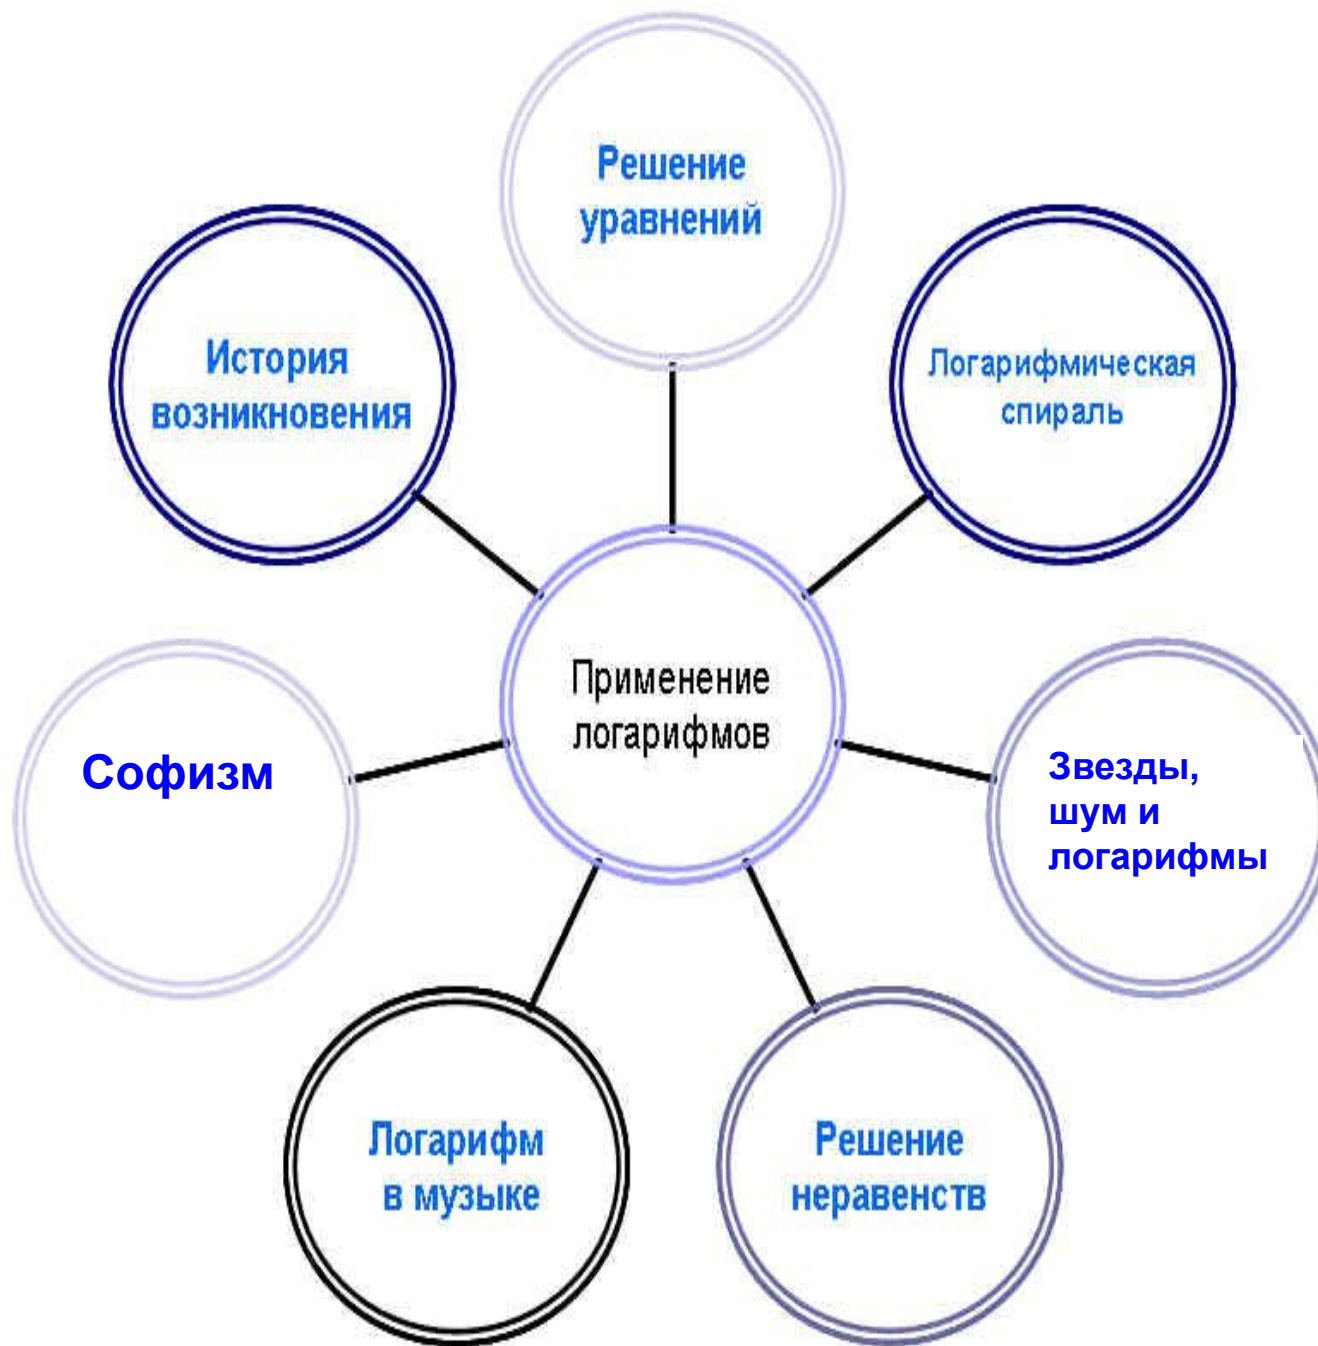 Решение
уравнений
История
возникновения
Логарифмическая
спираль
Применение
логарифмов
Софизм
Звезды,
шум и
логарифмы
Логарифм
в музыке
Решение
неравенств